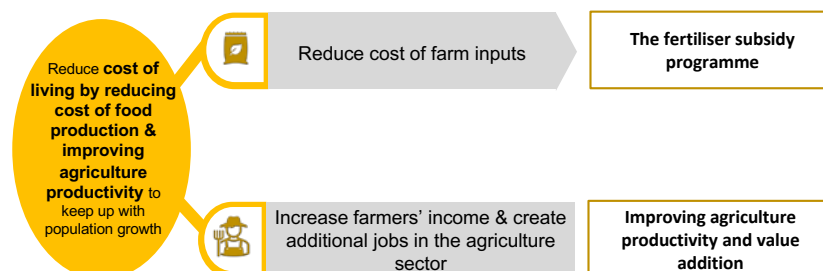 Reduce cost of
living by reducing
cost of food
production &
improving
agriculture
productivity to
keep up with
population growth
Reduce cost of farm inputs
The fertiliser subsidy
programme
Increase farmers’ income & create
additional jobs in the agriculture
sector
Improving agriculture
productivity and value
addition